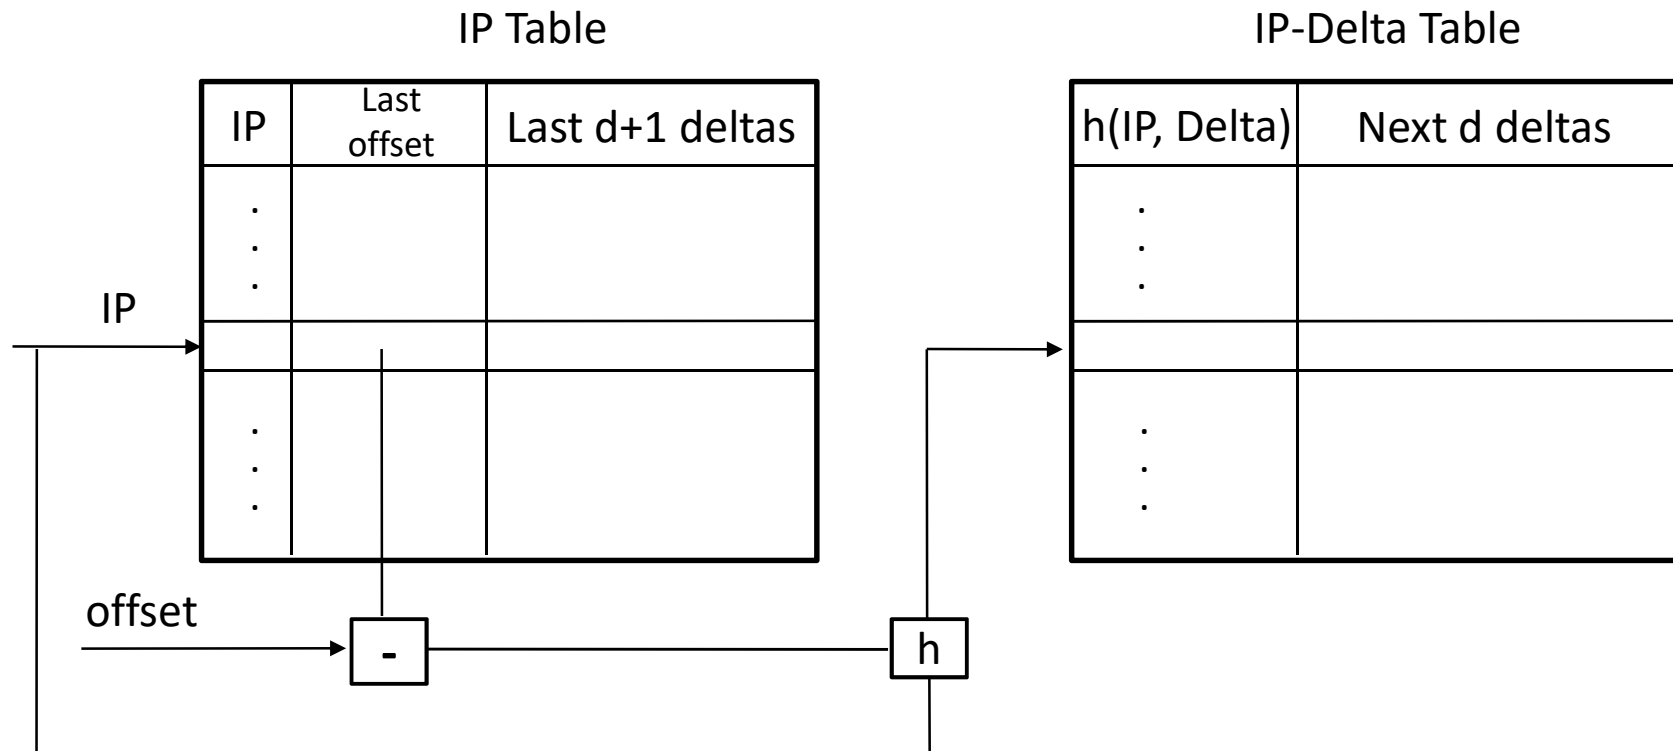 IP Table
IP-Delta Table
IP
Last
offset
Last d+1 deltas
h(IP, Delta)
Next d deltas
.
.
.
.
.
.
IP
.
.
.
.
.
.
offset
-
h